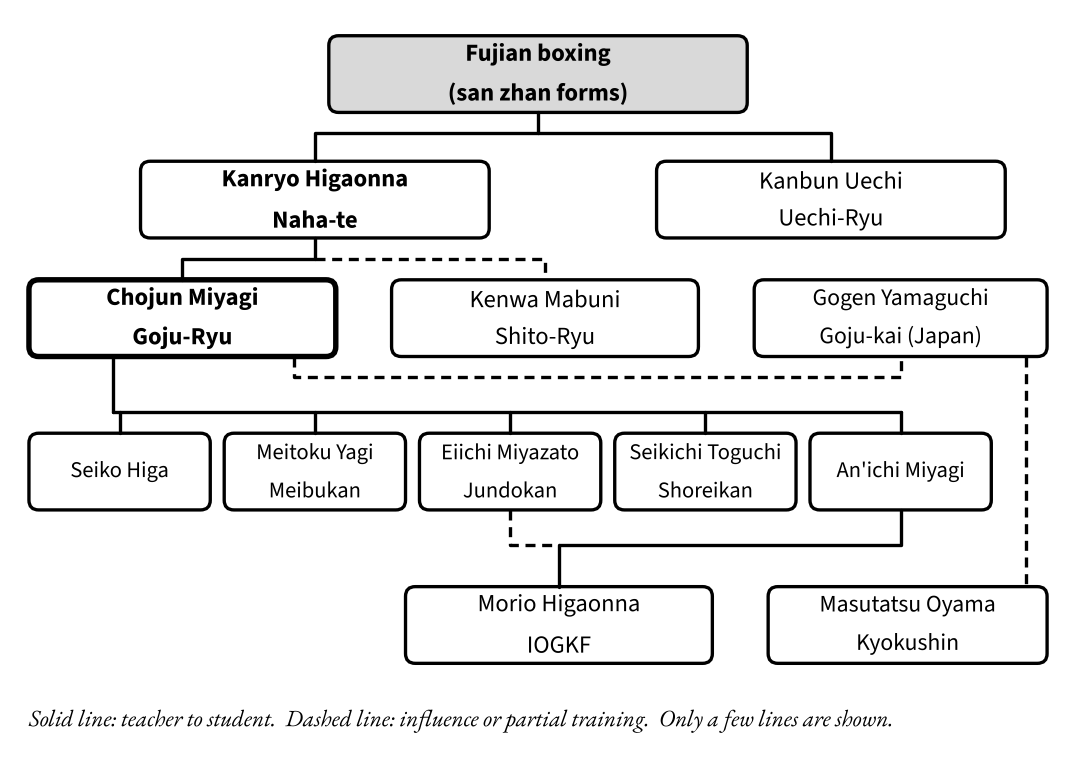 Fujian boxing
(san zhan forms)
Kanryo Higaonna
Naha-te
Kanbun Uechi
Uechi-Ryu
Chojun Miyagi
Goju-Ryu
Kenwa Mabuni
Shito-Ryu
Gogen Yamaguchi
Goju-kai (Japan)
Seiko Higa
Meitoku Yagi
Meibukan
Eiichi Miyazato
Jundokan
Seikichi Toguchi
Shoreikan
An'ichi Miyagi
Morio Higaonna
IOGKF
Masutatsu Oyama
Kyokushin
Solid line: teacher to student.  Dashed line: influence or partial training.  Only a few lines are shown.